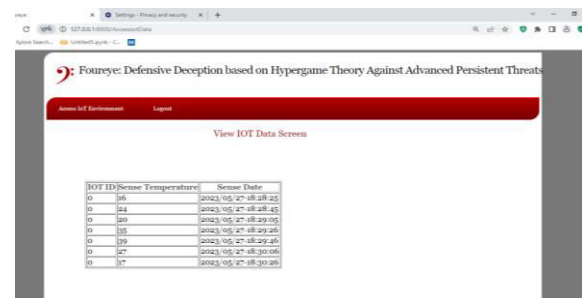 Settings - Privacy and security
127.0.0.1:8000/AccessIotData
Untitled7.ipynb - C...
Foureye: Defensive Deception based on Hypergame Theory Against Advanced Persistent Threats
Access IoT Environment Logout
View IOT Data Screen
IOT ID Sense Temperature Sense Date
0 16 2023/05/27-18:28:25
0 24 2023/05/27-18:28:45
0 20 2023/05/27-18:29:05
0 35 2023/05/27-18:29:26
0 39 2023/05/27-18:29:46
0 27 2023/05/27-18:30:06
0 17 2023/05/27-18:30:26